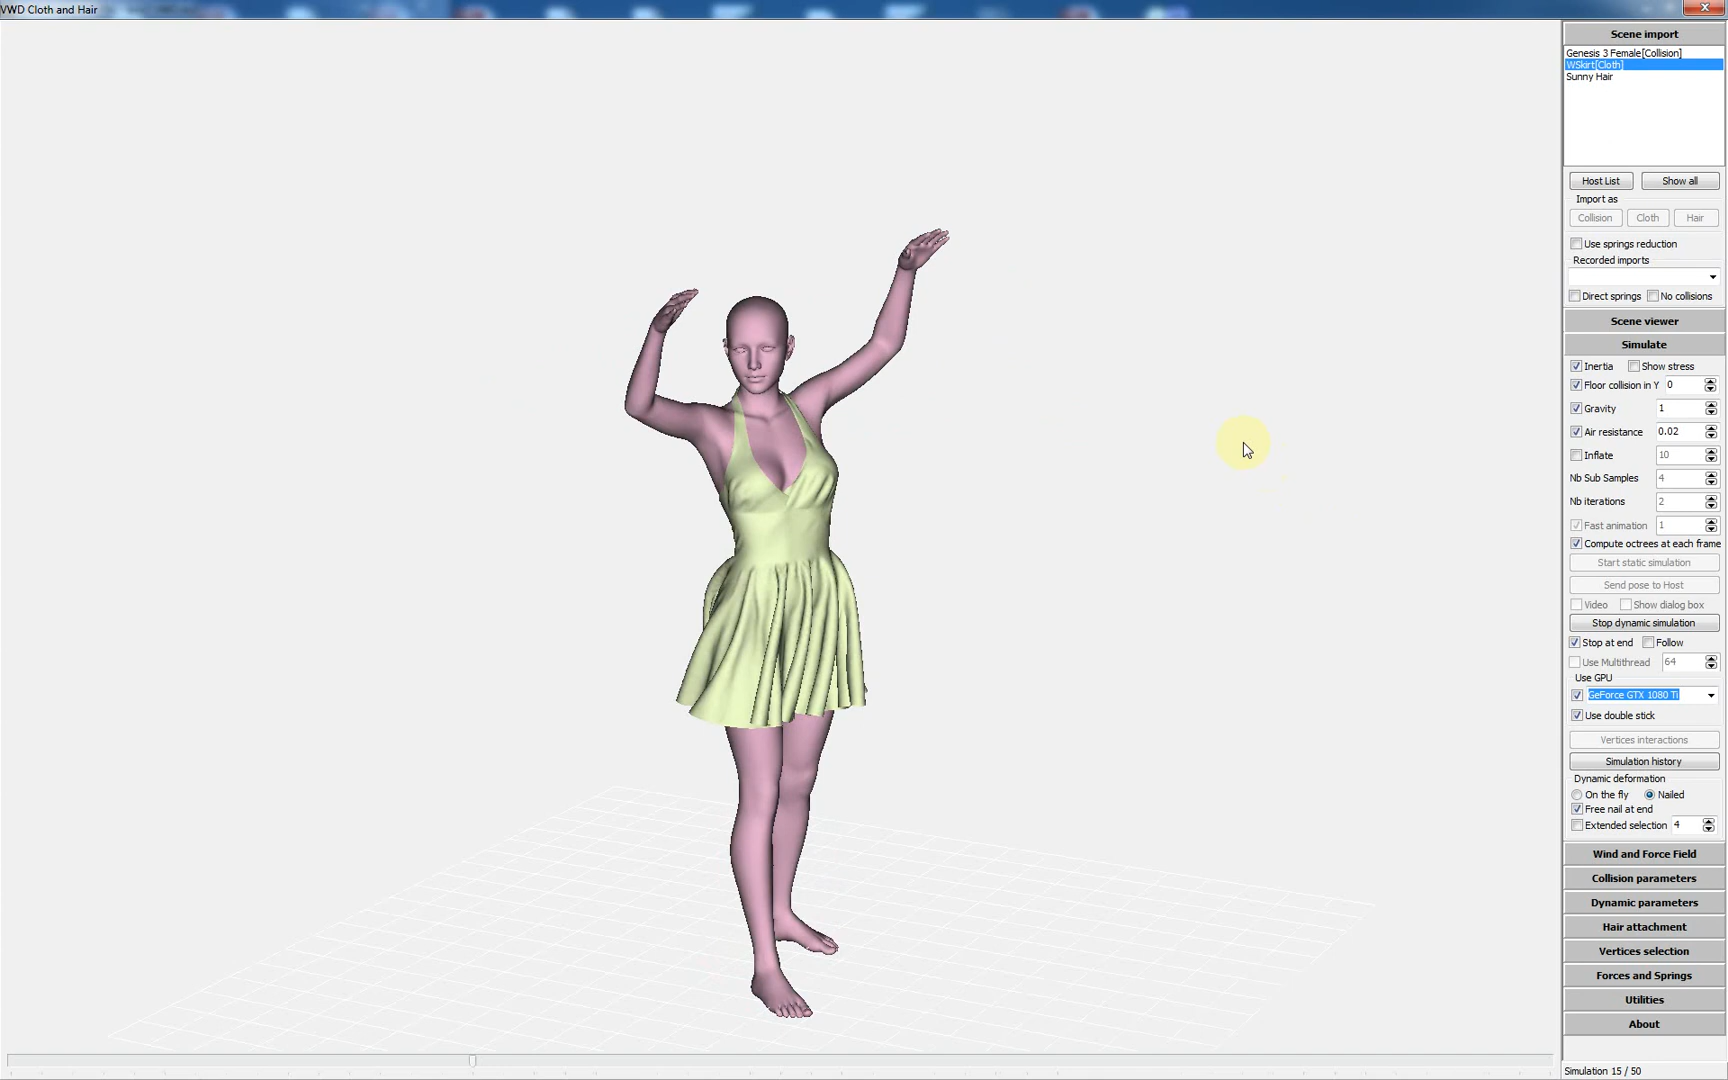 VWD Cloth and Hair
Scene import
Genesis 3 Female[Collision]
WSkirt[Cloth]
Sunny Hair
Host List Show all
Import as
Collision Cloth Hair
Use springs reduction
Recorded imports
Direct springs No collisions
Scene viewer
Simulate
Inertia Show stress
Floor collision in Y 0
Gravity 1
Air resistance 0.02
Inflate 10
Nb Sub Samples 4
Nb iterations 2
Fast animation 1
Compute octrees at each frame
Start static simulation
Send pose to Host
Video Show dialog box
Stop dynamic simulation
Stop at end Follow
Use Multithread 64
Use GPU
GeForce GTX 1080 Ti
Use double stick
Vertices interactions
Simulation history
Dynamic deformation
On the fly Nailed
Free nail at end
Extended selection 4
Wind and Force Field
Collision parameters
Dynamic parameters
Hair attachment
Vertices selection
Forces and Springs
Utilities
About
Simulation 15 / 50